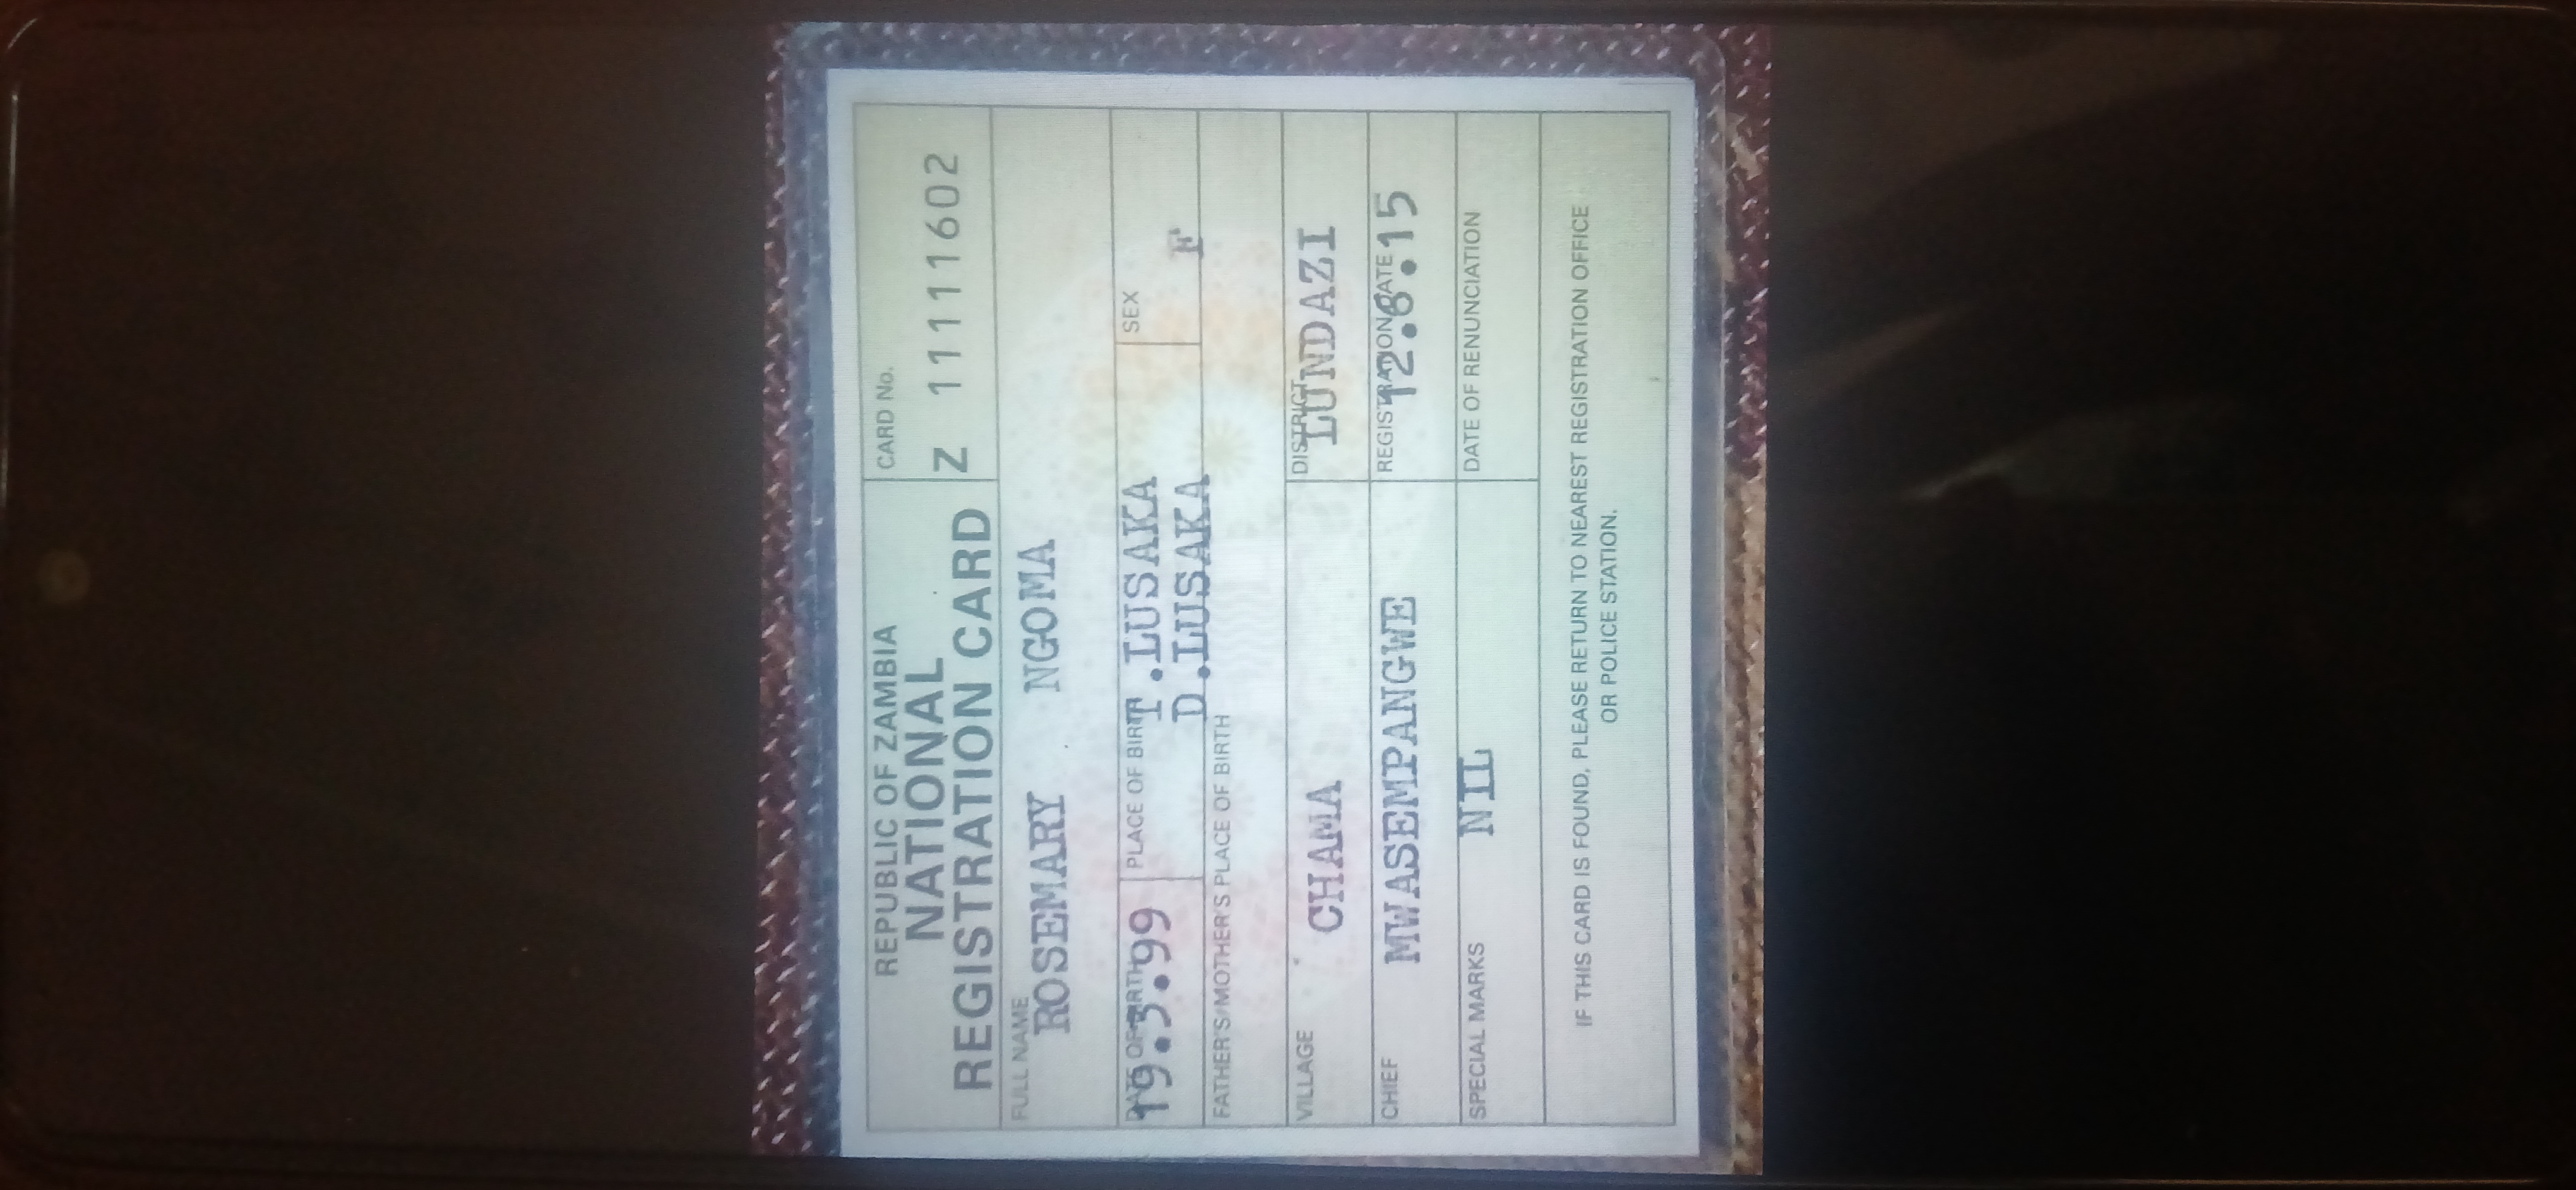 REPUBLIC OF ZAMBIA
NATIONAL
REGISTRATION CARD
CARD No.
Z 11111602
FULL NAME
ROSEMARY NGOMA
DATE OF BIRTH
19.3.99
PLACE OF BIRTH
T.LUSAKA
D.LUSAKA
SEX
F
FATHER'S/MOTHER'S PLACE OF BIRTH
VILLAGE
CHAMA
DISTRICT
LUNDAZI
CHIEF
MWASEMPANGWE
REGISTRATION DATE
12.8.15
SPECIAL MARKS
NIL
DATE OF RENUNCIATION
IF THIS CARD IS FOUND, PLEASE RETURN TO NEAREST REGISTRATION OFFICE
OR POLICE STATION.